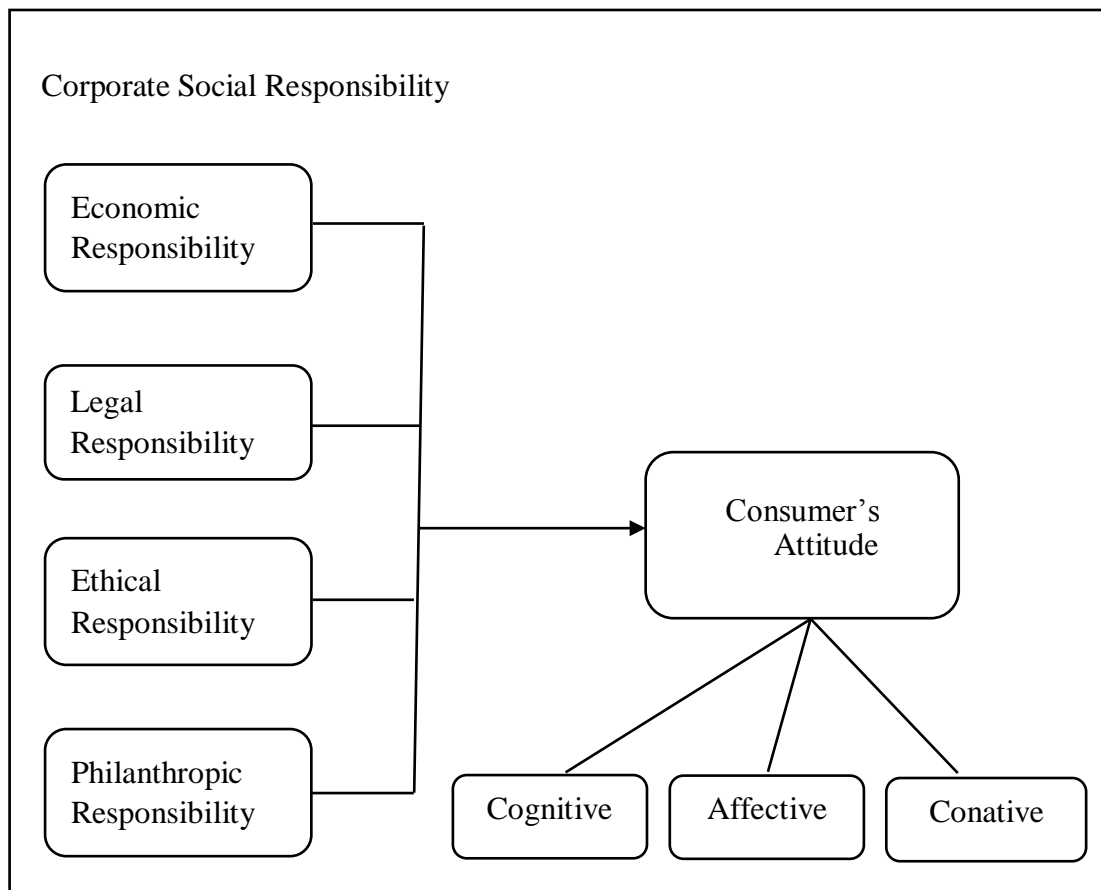 Corporate Social Responsibility
Economic
Responsibility
Legal
Responsibility
Ethical
Responsibility
Philanthropic
Responsibility
Consumer’s
Attitude
Cognitive
Affective
Conative